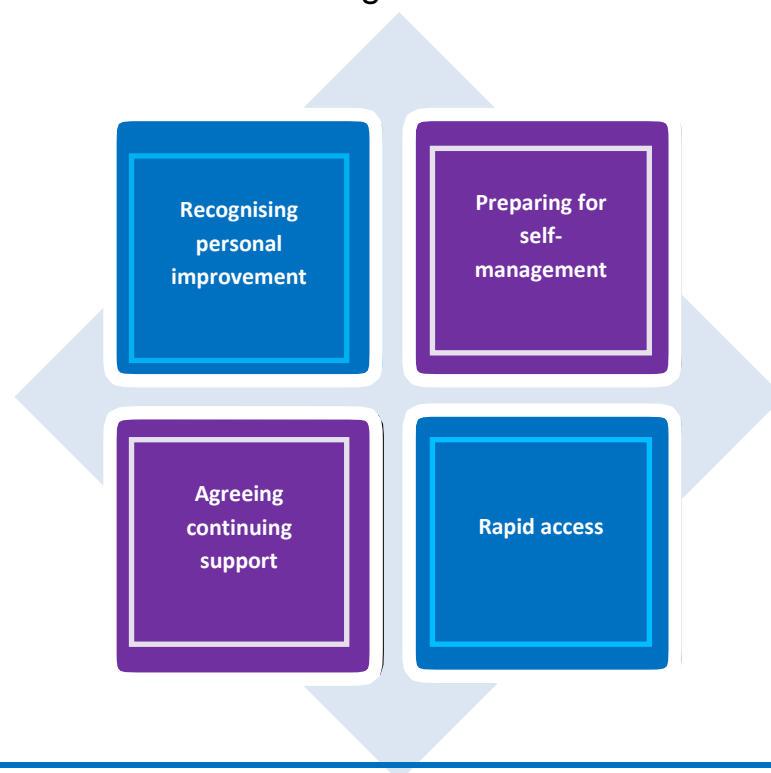 Recognising
personal
improvement
Preparing for
self-
management
Agreeing
continuing
support
Rapid access